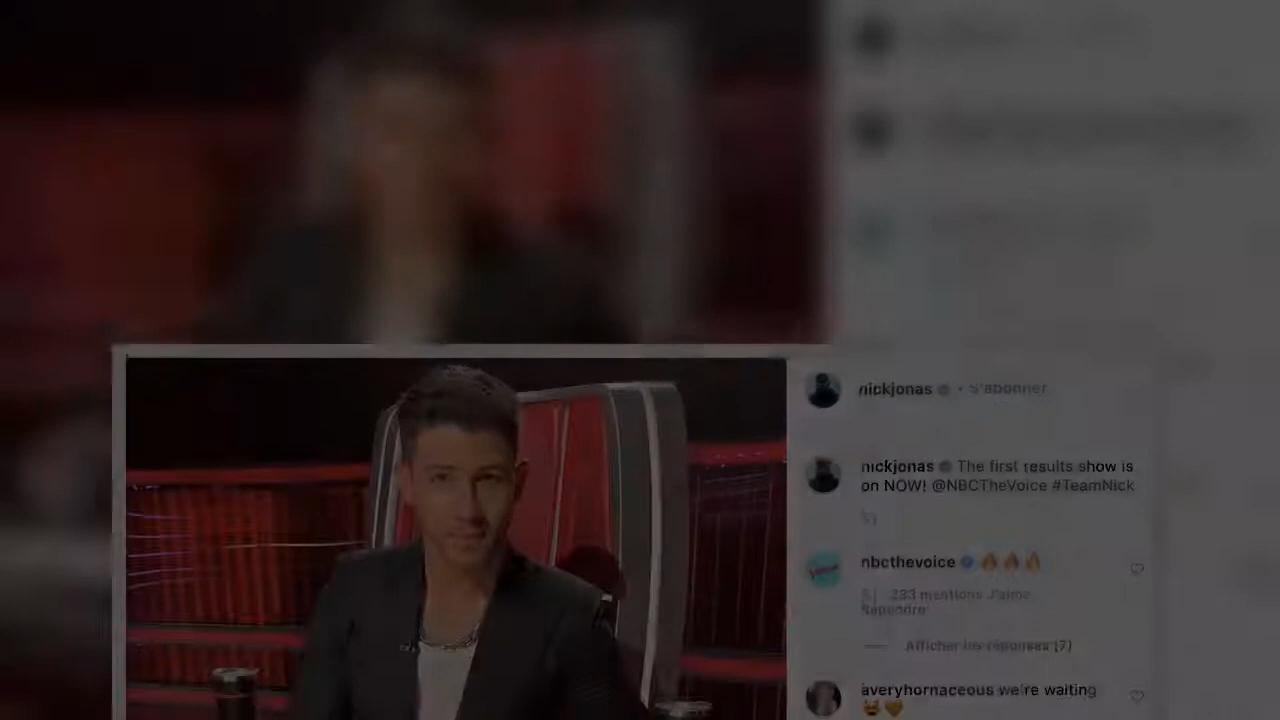 nickjonas • S'abonner
nickjonas The first results show is
on NOW! @NBCTheVoice #TeamNick
nbcthevoice 🔥🔥🔥
233 mentions J'aime
Répondre
Afficher les réponses (7)
averyhornaceous we're waiting